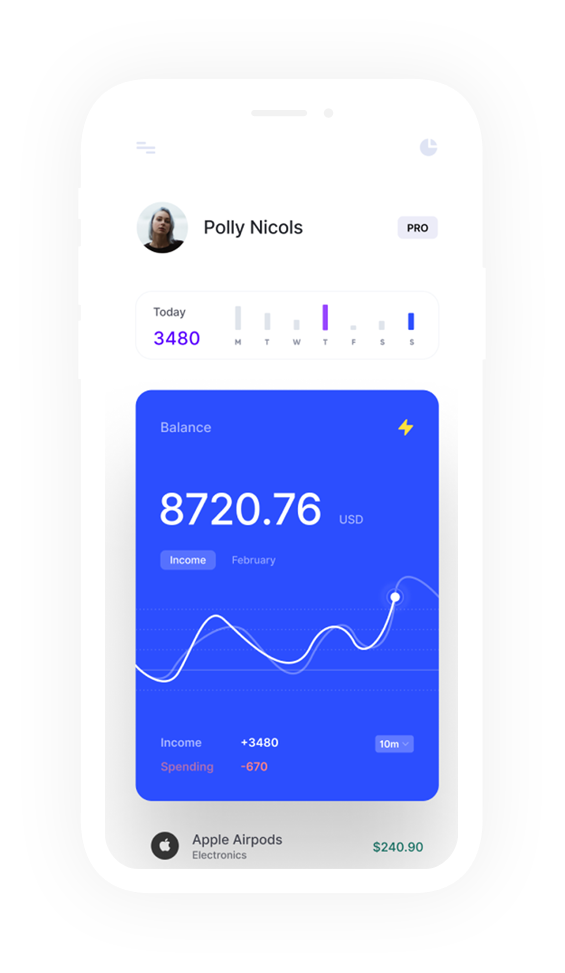 Polly Nicols
PRO
Today
3480
M T W T F S S
Balance
8720.76 USD
Income February
Income +3480
10m
Spending -670
Apple Airpods
Electronics
$240.90